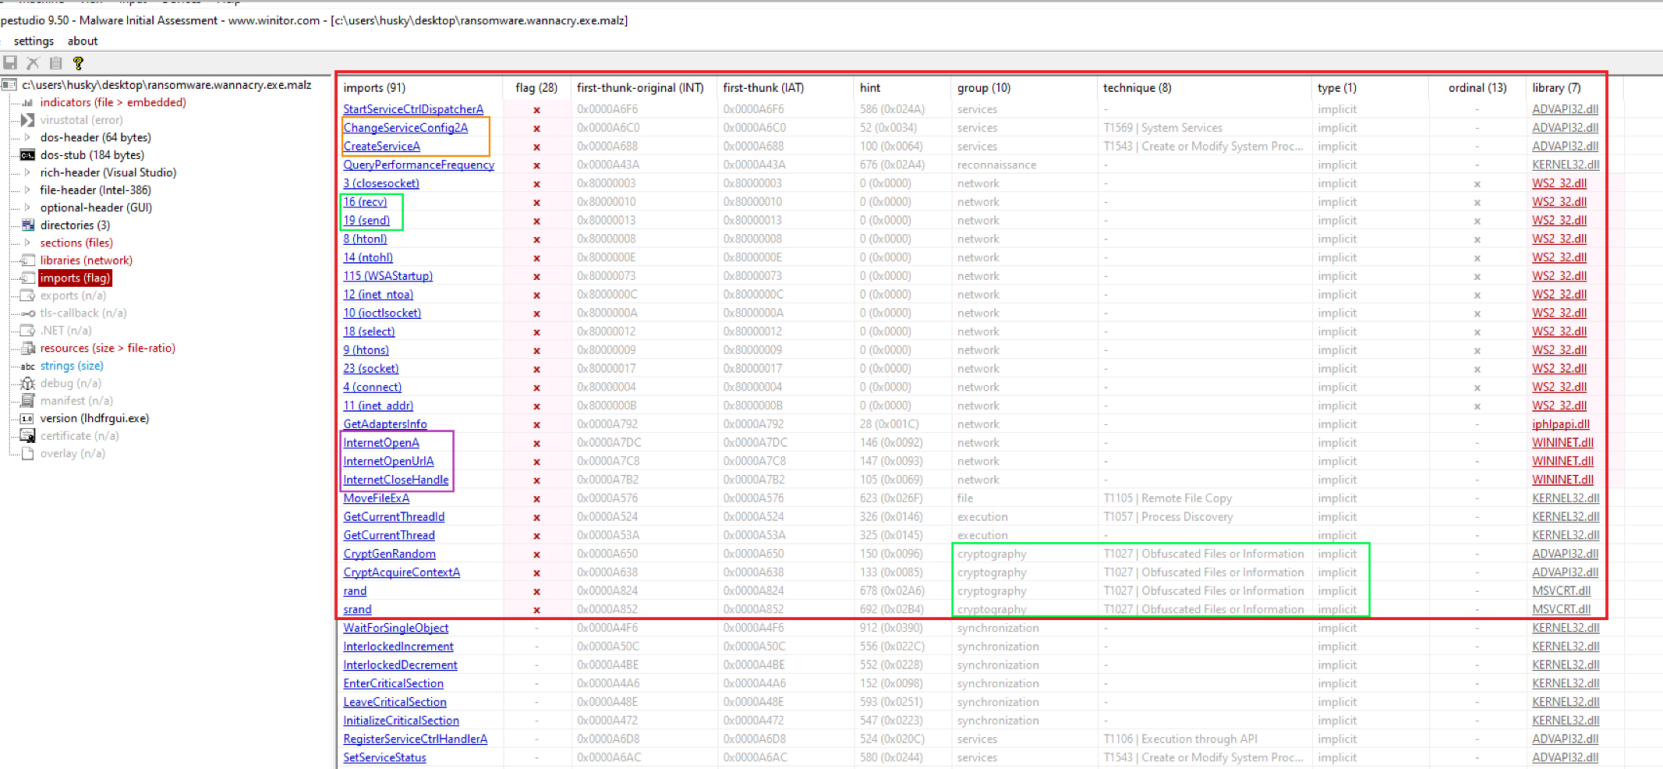 pestudio 9.50 - Malware Initial Assessment - www.winitor.com - [c:\users\husky\desktop\ransomware.wannacry.exe.malz]
settings about
c:\users\husky\desktop\ransomware.wannacry.exe.malz
indicators (file > embedded)
virustotal (error)
dos-header (64 bytes)
dos-stub (184 bytes)
rich-header (Visual Studio)
file-header (Intel-386)
optional-header (GUI)
directories (3)
sections (files)
libraries (network)
imports (flag)
exports (n/a)
tls-callback (n/a)
.NET (n/a)
resources (size > file-ratio)
abc strings (size)
debug (n/a)
manifest (n/a)
1.0 version (lhdfrgui.exe)
certificate (n/a)
overlay (n/a)
imports (91) flag (28) first-thunk-original (INT) first-thunk (IAT) hint group (10) technique (8) type (1) ordinal (13) library (7)
StartServiceCtrlDispatcherA x 0x0000A6F6 0x0000A6F6 586 (0x024A) services - implicit - ADVAPI32.dll
ChangeServiceConfig2A x 0x0000A6C0 0x0000A6C0 52 (0x0034) services T1569 | System Services implicit - ADVAPI32.dll
CreateServiceA x 0x0000A688 0x0000A688 100 (0x0064) services T1543 | Create or Modify System Proc... implicit - ADVAPI32.dll
QueryPerformanceFrequency x 0x0000A43A 0x0000A43A 676 (0x02A4) reconnaissance - implicit - KERNEL32.dll
3 (closesocket) x 0x80000003 0x80000003 0 (0x0000) network - implicit x WS2_32.dll
16 (recv) x 0x80000010 0x80000010 0 (0x0000) network - implicit x WS2_32.dll
19 (send) x 0x80000013 0x80000013 0 (0x0000) network - implicit x WS2_32.dll
8 (htonl) x 0x80000008 0x80000008 0 (0x0000) network - implicit x WS2_32.dll
14 (ntohl) x 0x8000000E 0x8000000E 0 (0x0000) network - implicit x WS2_32.dll
115 (WSAStartup) x 0x80000073 0x80000073 0 (0x0000) network - implicit x WS2_32.dll
12 (inet_ntoa) x 0x8000000C 0x8000000C 0 (0x0000) network - implicit x WS2_32.dll
10 (ioctlsocket) x 0x8000000A 0x8000000A 0 (0x0000) network - implicit x WS2_32.dll
18 (select) x 0x80000012 0x80000012 0 (0x0000) network - implicit x WS2_32.dll
9 (htons) x 0x80000009 0x80000009 0 (0x0000) network - implicit x WS2_32.dll
23 (socket) x 0x80000017 0x80000017 0 (0x0000) network - implicit x WS2_32.dll
4 (connect) x 0x80000004 0x80000004 0 (0x0000) network - implicit x WS2_32.dll
11 (inet_addr) x 0x8000000B 0x8000000B 0 (0x0000) network - implicit x WS2_32.dll
GetAdaptersInfo x 0x0000A792 0x0000A792 28 (0x001C) network - implicit - iphlpapi.dll
InternetOpenA x 0x0000A7DC 0x0000A7DC 146 (0x0092) network - implicit - WININET.dll
InternetOpenUrlA x 0x0000A7C8 0x0000A7C8 147 (0x0093) network - implicit - WININET.dll
InternetCloseHandle x 0x0000A7B2 0x0000A7B2 105 (0x0069) network - implicit - WININET.dll
MoveFileExA x 0x0000A576 0x0000A576 623 (0x026F) file T1105 | Remote File Copy implicit - KERNEL32.dll
GetCurrentThreadId x 0x0000A524 0x0000A524 326 (0x0146) execution T1057 | Process Discovery implicit - KERNEL32.dll
GetCurrentThread x 0x0000A53A 0x0000A53A 325 (0x0145) execution - implicit - KERNEL32.dll
CryptGenRandom x 0x0000A650 0x0000A650 150 (0x0096) cryptography T1027 | Obfuscated Files or Information implicit - ADVAPI32.dll
CryptAcquireContextA x 0x0000A638 0x0000A638 133 (0x0085) cryptography T1027 | Obfuscated Files or Information implicit - ADVAPI32.dll
rand x 0x0000A824 0x0000A824 678 (0x02A6) cryptography T1027 | Obfuscated Files or Information implicit - MSVCRT.dll
srand x 0x0000A852 0x0000A852 692 (0x02B4) cryptography T1027 | Obfuscated Files or Information implicit - MSVCRT.dll
WaitForSingleObject - 0x0000A4F6 0x0000A4F6 912 (0x0390) synchronization - implicit - KERNEL32.dll
InterlockedIncrement - 0x0000A50C 0x0000A50C 556 (0x022C) synchronization - implicit - KERNEL32.dll
InterlockedDecrement - 0x0000A4BE 0x0000A4BE 552 (0x0228) synchronization - implicit - KERNEL32.dll
EnterCriticalSection - 0x0000A4A6 0x0000A4A6 152 (0x0098) synchronization - implicit - KERNEL32.dll
LeaveCriticalSection - 0x0000A48E 0x0000A48E 593 (0x0251) synchronization - implicit - KERNEL32.dll
InitializeCriticalSection - 0x0000A472 0x0000A472 547 (0x0223) synchronization - implicit - KERNEL32.dll
RegisterServiceCtrlHandlerA - 0x0000A6D8 0x0000A6D8 524 (0x020C) services T1106 | Execution through API implicit - ADVAPI32.dll
SetServiceStatus - 0x0000A6AC 0x0000A6AC 580 (0x0244) services T1543 | Create or Modify System Proc... implicit - ADVAPI32.dll